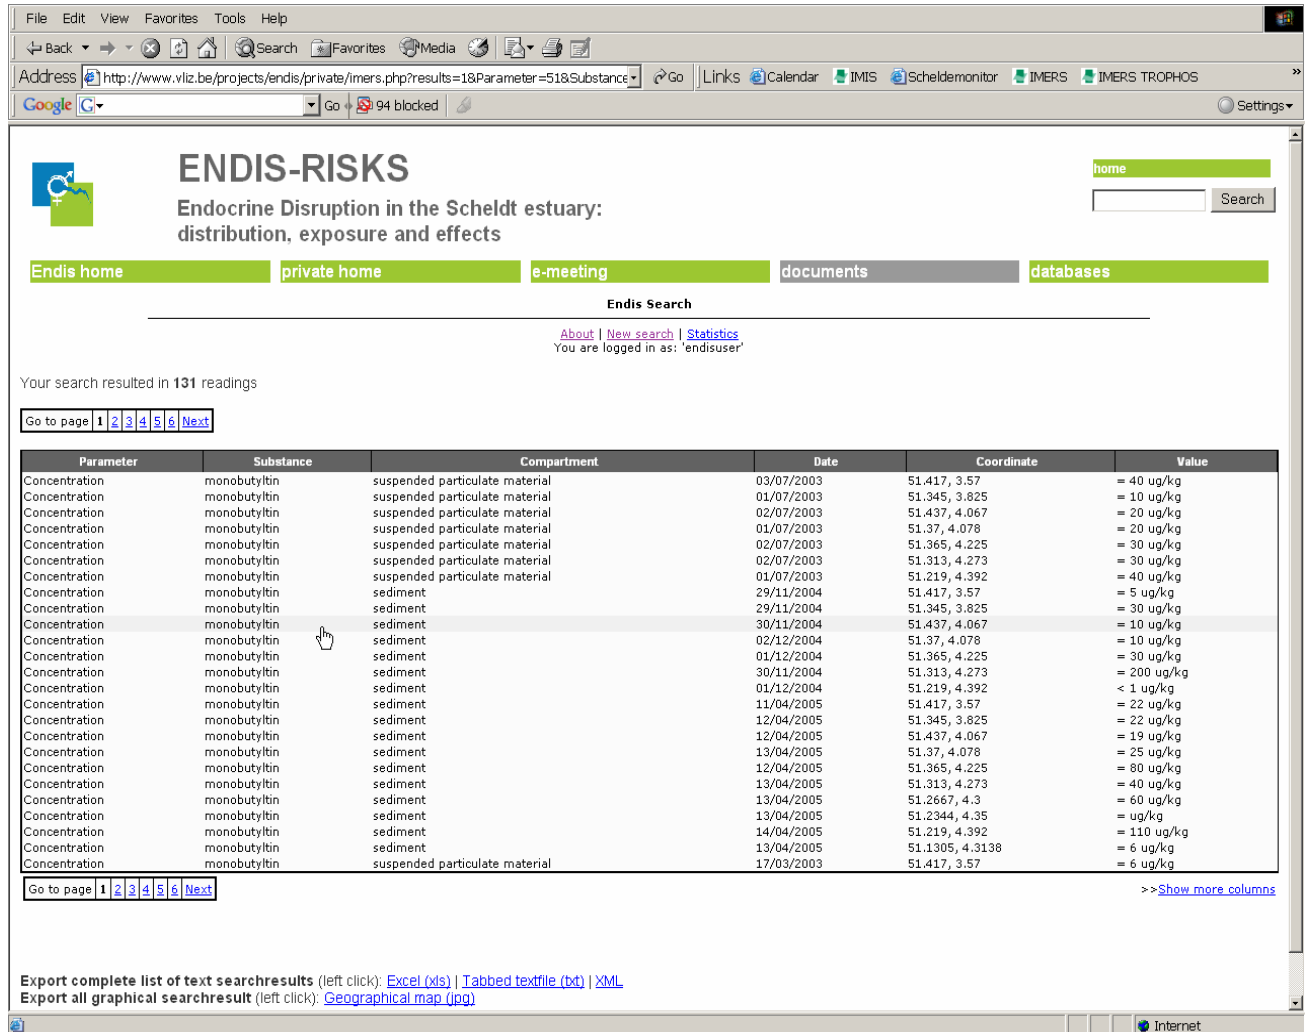 File Edit View Favorites Tools Help
Back Search Favorites Media
Address http://www.vliz.be/projects/endis/private/imers.php?results=1&Parameter=51&Substance Go Links Calendar IMIS Scheldemonitor IMERS IMERS TROPHOS »
Google G Go 94 blocked Settings
ENDIS-RISKS
home
Endocrine Disruption in the Scheldt estuary:
distribution, exposure and effects
Search
Endis home private home e-meeting documents databases
Endis Search
About | New search | Statistics
You are logged in as: 'endisuser'
Your search resulted in 131 readings
Go to page 1 2 3 4 5 6 Next
Parameter Substance Compartment Date Coordinate Value
Concentration monobutyltin suspended particulate material 03/07/2003 51.417, 3.57 = 40 ug/kg
Concentration monobutyltin suspended particulate material 01/07/2003 51.345, 3.825 = 10 ug/kg
Concentration monobutyltin suspended particulate material 02/07/2003 51.437, 4.067 = 20 ug/kg
Concentration monobutyltin suspended particulate material 01/07/2003 51.37, 4.078 = 20 ug/kg
Concentration monobutyltin suspended particulate material 02/07/2003 51.365, 4.225 = 30 ug/kg
Concentration monobutyltin suspended particulate material 02/07/2003 51.313, 4.273 = 30 ug/kg
Concentration monobutyltin suspended particulate material 01/07/2003 51.219, 4.392 = 40 ug/kg
Concentration monobutyltin sediment 29/11/2004 51.417, 3.57 = 5 ug/kg
Concentration monobutyltin sediment 29/11/2004 51.345, 3.825 = 30 ug/kg
Concentration monobutyltin sediment 30/11/2004 51.437, 4.067 = 10 ug/kg
Concentration monobutyltin sediment 02/12/2004 51.37, 4.078 = 10 ug/kg
Concentration monobutyltin sediment 01/12/2004 51.365, 4.225 = 30 ug/kg
Concentration monobutyltin sediment 30/11/2004 51.313, 4.273 = 200 ug/kg
Concentration monobutyltin sediment 01/12/2004 51.219, 4.392 < 1 ug/kg
Concentration monobutyltin sediment 11/04/2005 51.417, 3.57 = 22 ug/kg
Concentration monobutyltin sediment 12/04/2005 51.345, 3.825 = 22 ug/kg
Concentration monobutyltin sediment 12/04/2005 51.437, 4.067 = 19 ug/kg
Concentration monobutyltin sediment 13/04/2005 51.37, 4.078 = 25 ug/kg
Concentration monobutyltin sediment 12/04/2005 51.365, 4.225 = 80 ug/kg
Concentration monobutyltin sediment 13/04/2005 51.313, 4.273 = 40 ug/kg
Concentration monobutyltin sediment 13/04/2005 51.2667, 4.3 = 60 ug/kg
Concentration monobutyltin sediment 13/04/2005 51.2344, 4.35 = ug/kg
Concentration monobutyltin sediment 14/04/2005 51.219, 4.392 = 110 ug/kg
Concentration monobutyltin sediment 13/04/2005 51.1305, 4.3138 = 6 ug/kg
Concentration monobutyltin suspended particulate material 17/03/2003 51.417, 3.57 = 6 ug/kg
Go to page 1 2 3 4 5 6 Next >>Show more columns
Export complete list of text searchresults (left click): Excel (xls) | Tabbed textfile (txt) | XML
Export all graphical searchresult (left click): Geographical map (jpg)
Internet